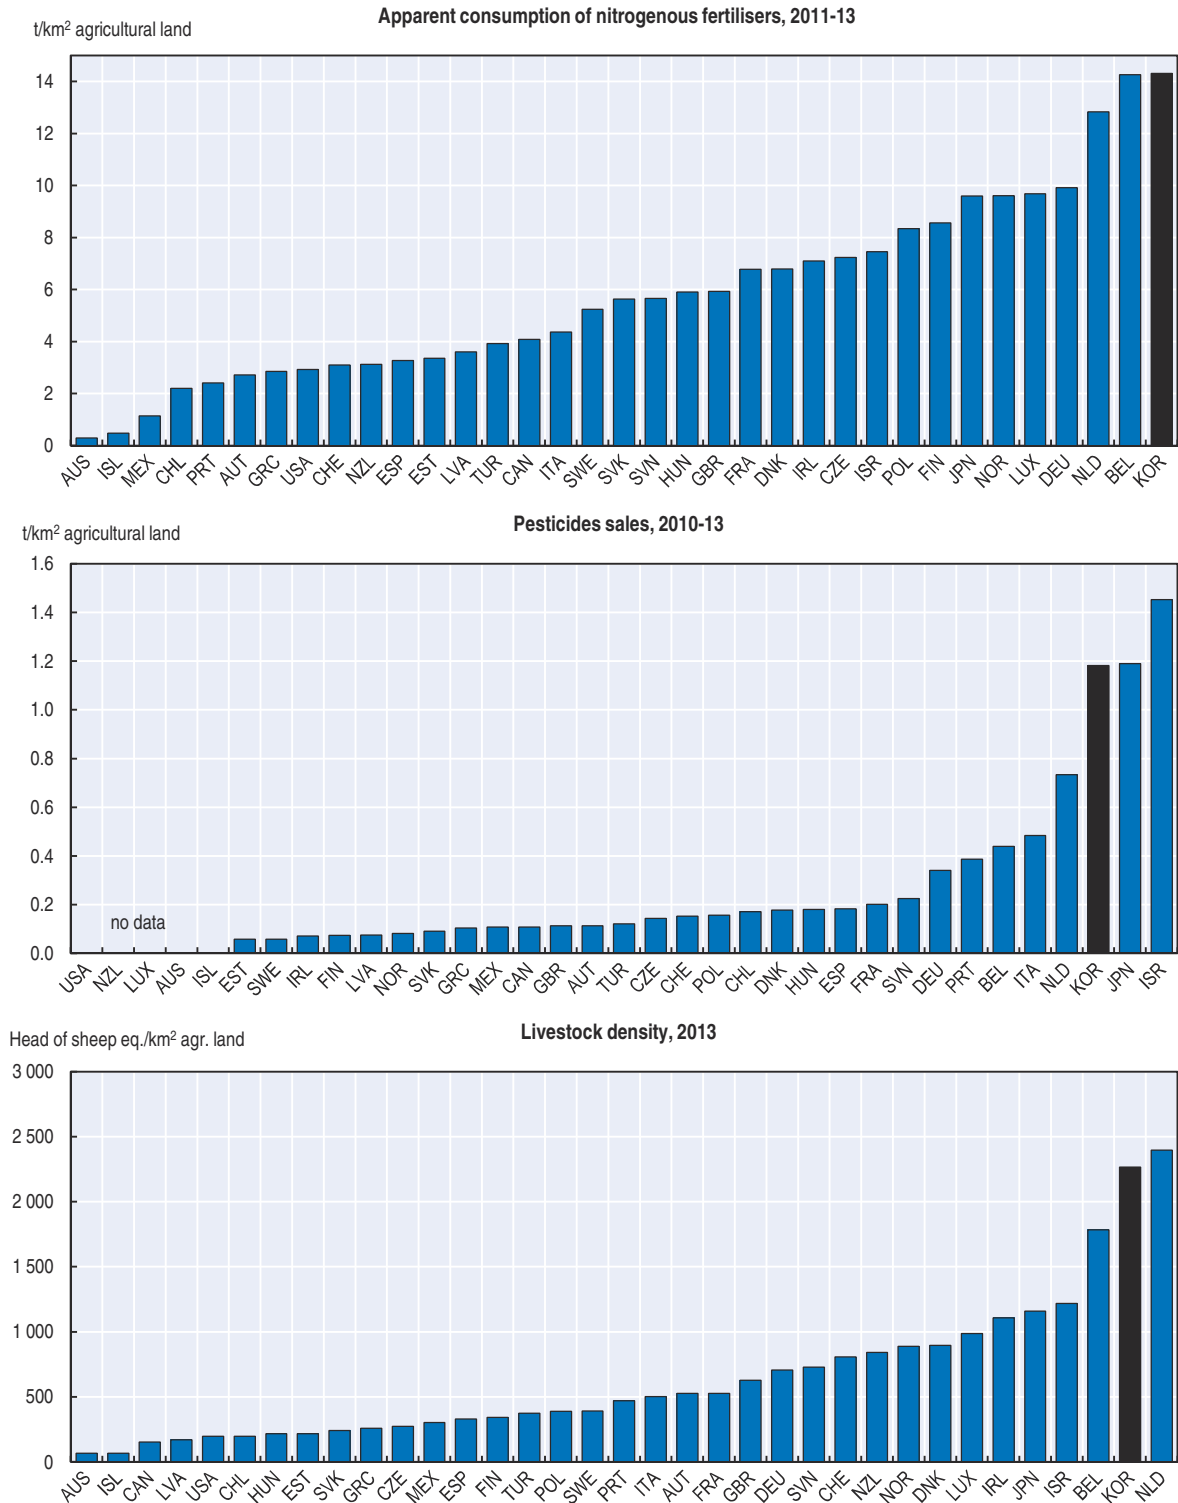 Apparent consumption of nitrogenous fertilisers, 2011-13
t/km² agricultural land
14
12
10
8
6
4
2
0
AUS ISL MEX CHL PRT AUT GRC USA CHE NZL ESP EST LVA TUR CAN ITA SWE SVK SVN HUN GBR FRA DNK IRL CZE ISR POL FIN JPN NOR LUX DEU NLD BEL KOR
Pesticides sales, 2010-13
t/km² agricultural land
1.6
1.4
1.2
1.0
0.8
0.6
0.4
0.2
no data
0.0
USA NZL LUX AUS ISL EST SWE IRL FIN LVA NOR SVK GRC MEX CAN GBR AUT TUR CZE CHE POL CHL DNK HUN ESP FRA SVN DEU PRT BEL ITA NLD KOR JPN ISR
Livestock density, 2013
Head of sheep eq./km² agr. land
3 000
2 500
2 000
1 500
1 000
500
0
AUS ISL CAN LVA USA CHL HUN EST SVK GRC CZE MEX ESP FIN TUR POL SWE PRT ITA AUT FRA GBR DEU SVN CHE NZL NOR DNK LUX IRL JPN ISR BEL KOR NLD